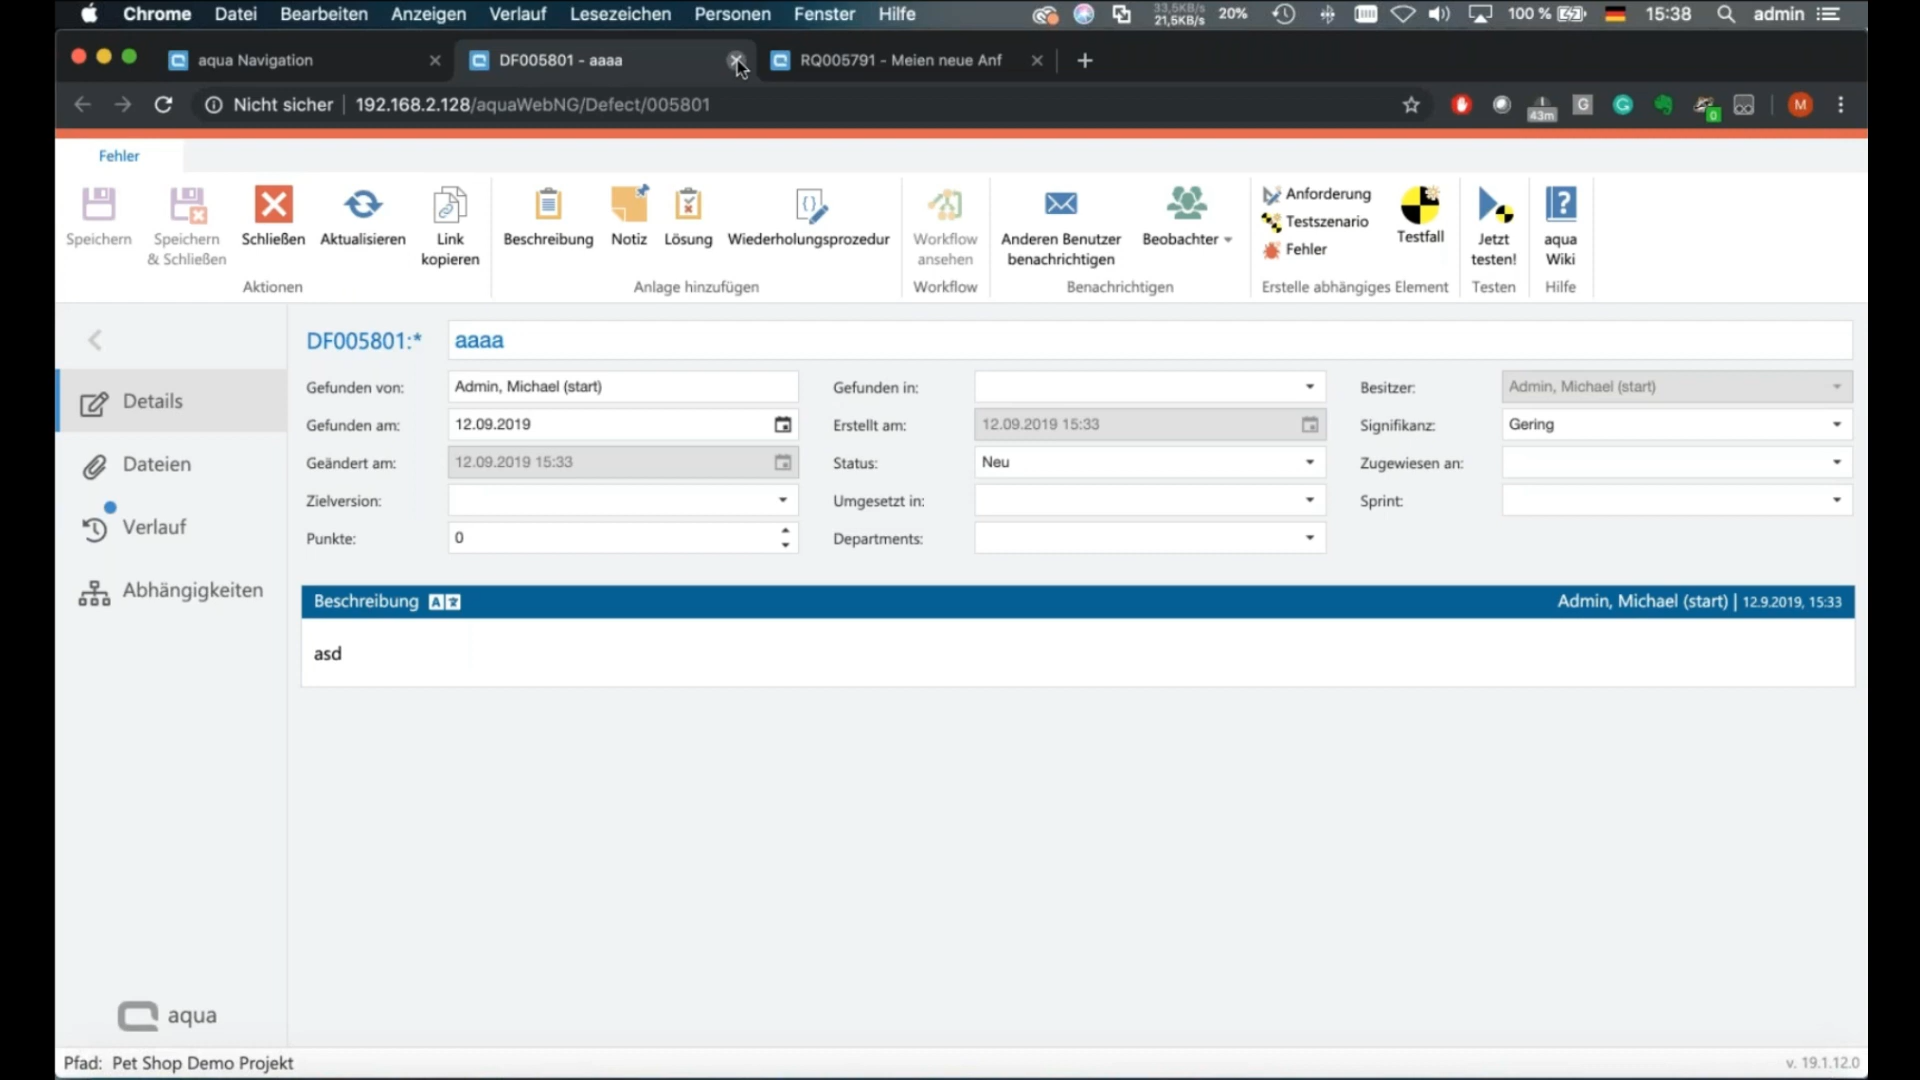 Chrome Datei Bearbeiten Anzeigen Verlauf Lesezeichen Personen Fenster Hilfe 33,5KB/s 20% 100 % 15:38 admin
21,5KB/s
aqua Navigation DF005801 - aaaa RQ005791 - Meien neue Anf
Nicht sicher 192.168.2.128/aquaWebNG/Defect/005801 43m G G 0 M
Fehler
Speichern Speichern & Schließen Schließen Aktualisieren Link kopieren
Aktionen
Beschreibung Notiz Lösung Wiederholungsprozedur
Anlage hinzufügen
Workflow ansehen
Workflow
Anderen Benutzer benachrichtigen Beobachter
Benachrichtigen
Anforderung
Testszenario
Fehler
Testfall
Erstelle abhängiges Element
Jetzt testen!
Testen
aqua Wiki
Hilfe
Details
Dateien
Verlauf
Abhängigkeiten
DF005801:* aaaa
Gefunden von: Admin, Michael (start) Gefunden in: Besitzer: Admin, Michael (start)
Gefunden am: 12.09.2019 Erstellt am: 12.09.2019 15:33 Signifikanz: Gering
Geändert am: 12.09.2019 15:33 Status: Neu Zugewiesen an:
Zielversion: Umgesetzt in: Sprint:
Punkte: 0 Departments:
Beschreibung A Admin, Michael (start) | 12.9.2019, 15:33
asd
aqua
Pfad: Pet Shop Demo Projekt v. 19.1.12.0